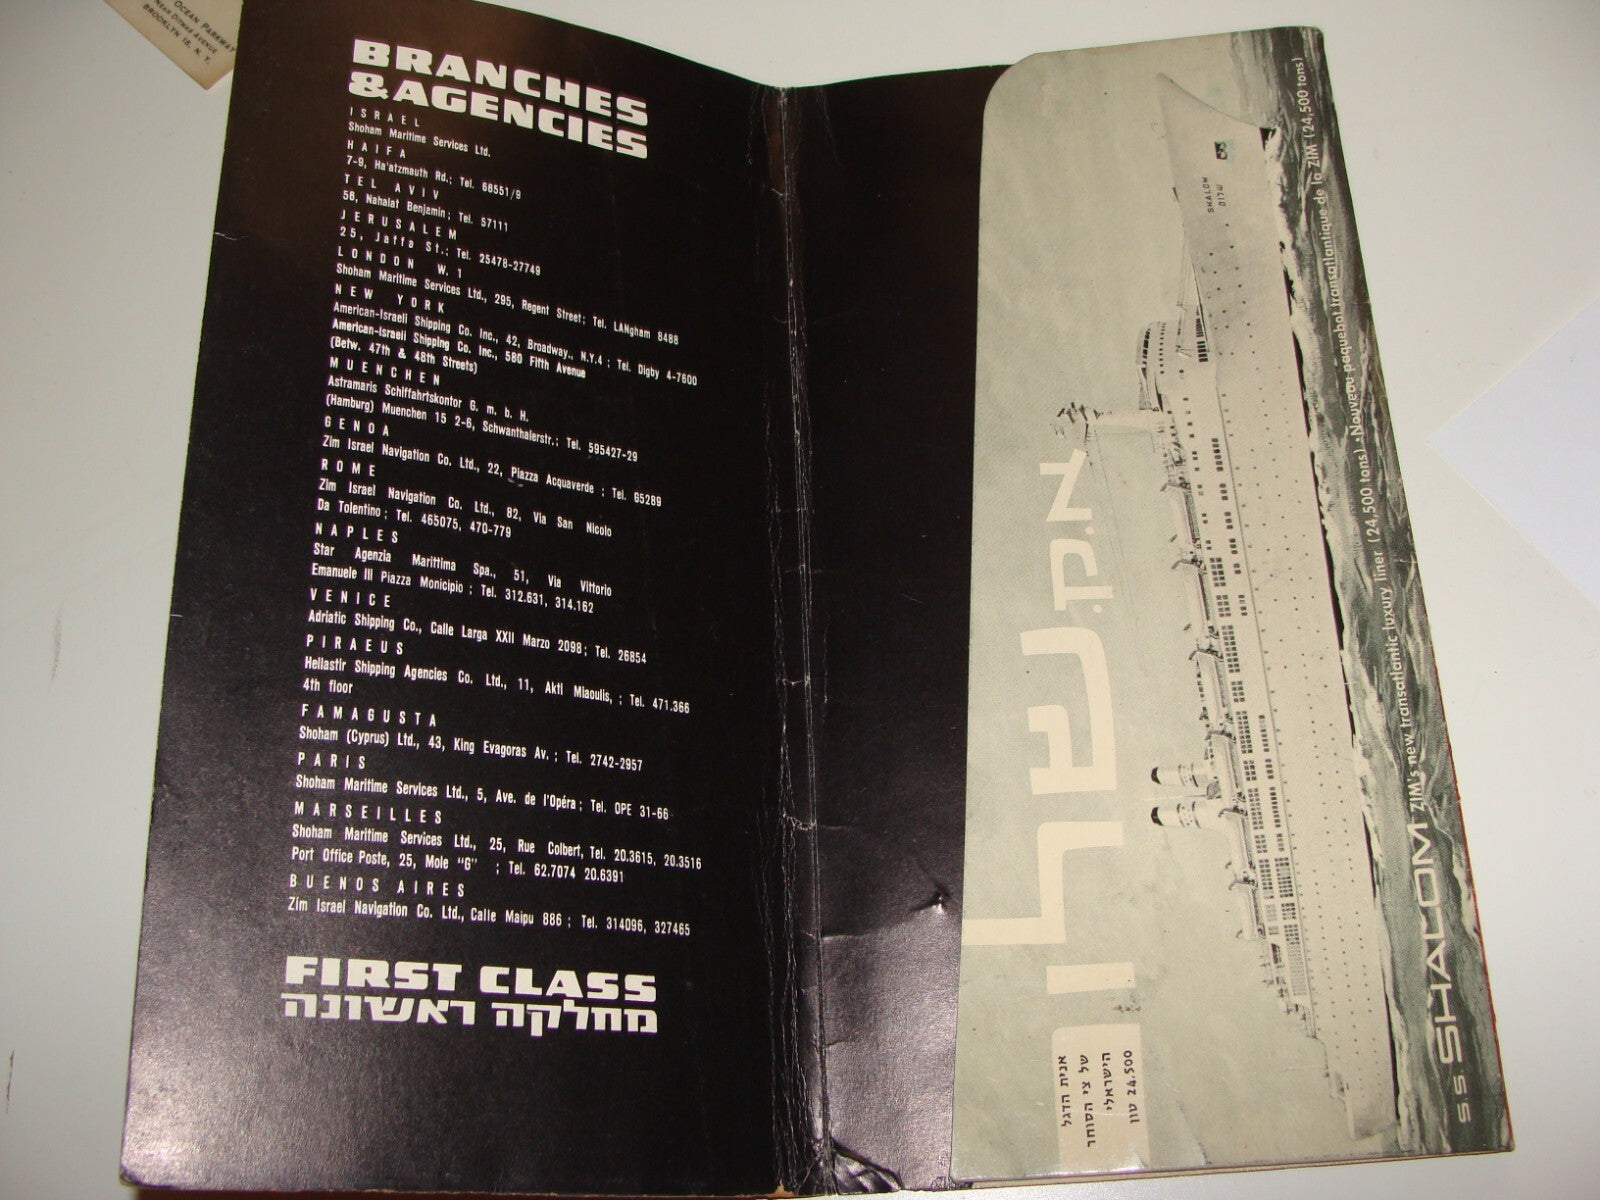 OCEAN PARKWAY
NEAR DITMAS AVENUE
BROOKLYN 18, N. Y.
BRANCHES
& AGENCIES
ISRAEL
Shoham Maritime Services Ltd.
HAIFA
7-9, Ha'atzmauth Rd.; Tel. 66551/9
TEL AVIV
56, Nahalat Benjamin; Tel. 57111
JERUSALEM
25, Jaffa St.; Tel. 25478-27749
LONDON W.1
Shoham Maritime Services Ltd., 295, Regent Street; Tel. LANgham 8488
NEW YORK
American-Israeli Shipping Co. Inc., 42, Broadway., N.Y.4 ; Tel. Digby 4-7600
American-Israeli Shipping Co. Inc., 580 Fifth Avenue
(Betw. 47th & 48th Streets)
MUENCHEN
Astramaris Schiffahrtskontor G. m. b. H.
(Hamburg) Muenchen 15 2-6, Schwanthalerstr.; Tel. 595427-29
GENOA
Zim Israel Navigation Co. Ltd., 22, Piazza Acquaverde ; Tel. 65289
ROME
Zim Israel Navigation Co. Ltd., 82, Via San Nicolo
Da Tolentino ; Tel. 465075, 470-779
NAPLES
Star Agenzia Marittima Spa., 51, Via Vittorio
Emanuele III Piazza Monicipio ; Tel. 312.631, 314.162
VENICE
Adriatic Shipping Co., Calle Larga XXII Marzo 2098; Tel. 26854
PIRAEUS
Hellastir Shipping Agencies Co. Ltd., 11, Akti Miaoulis, ; Tel. 471.366
4th floor
FAMAGUSTA
Shoham (Cyprus) Ltd., 43, King Evagoras Av. ; Tel. 2742-2957
PARIS
Shoham Maritime Services Ltd., 5, Ave. de l'Opéra ; Tel. OPE 31-66
MARSEILLES
Shoham Maritime Services Ltd., 25, Rue Colbert, Tel. 20.3615, 20.3516
Port Office Poste, 25, Mole "G" ; Tel. 62.7074 20.6391
BUENOS AIRES
Zim Israel Navigation Co. Ltd., Calle Maipu 886 ; Tel. 314096, 327465
FIRST CLASS
מחלקה ראשונה
א.ק. שלום
אנית הדגל
של צי הסוחר
הישראלי
24,500 טון
SHALOM
שלום
s.s. SHALOM ZIM's new transatlantic luxury liner (24,500 tons) • Nouveau paquebot transatlantique de la ZIM (24,500 tons)